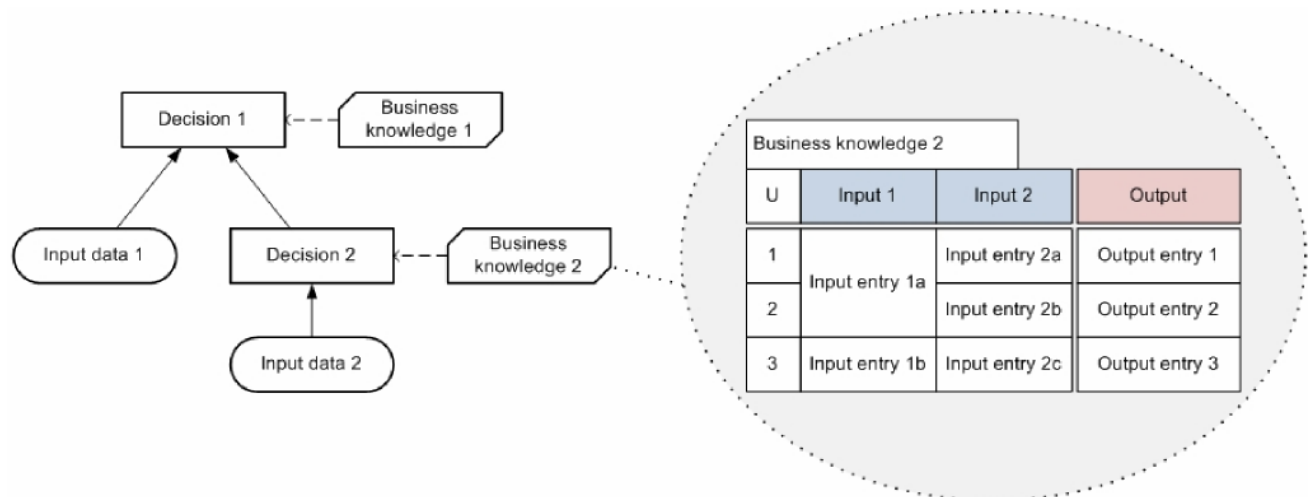 Decision 1
Business
knowledge 1
Input data 1
Decision 2
Business
knowledge 2
Input data 2
Business knowledge 2
U Input 1 Input 2 Output
1 Input entry 1a Input entry 2a Output entry 1
2 Input entry 2b Output entry 2
3 Input entry 1b Input entry 2c Output entry 3